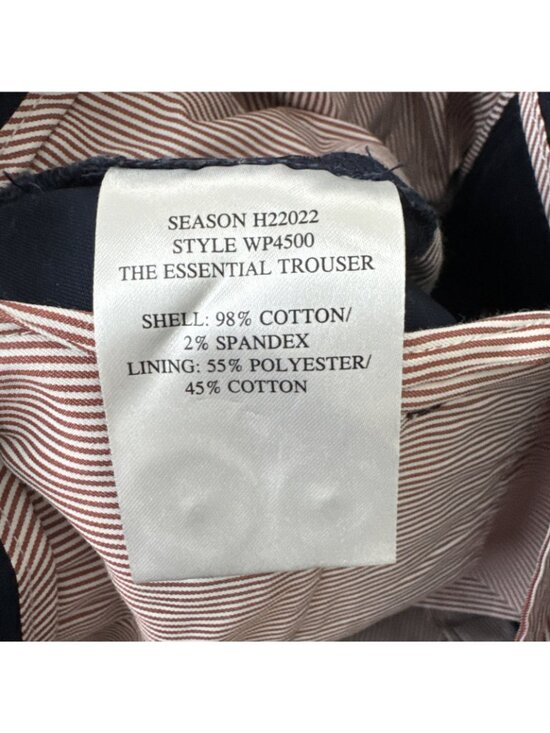 SEASON H22022
STYLE WP4500
THE ESSENTIAL TROUSER
SHELL: 98% COTTON/
2% SPANDEX
LINING: 55% POLYESTER/
45% COTTON